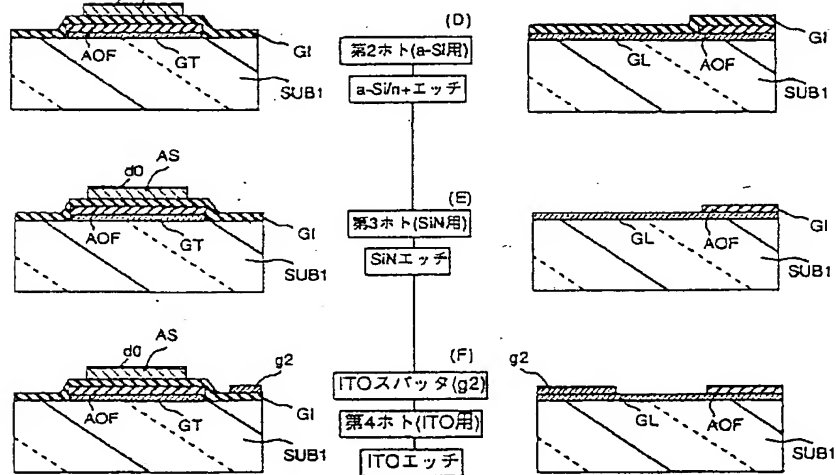 (D)
第2ホト(a-Si用)
a-Si/n+エッチ
AOF
GT
GI
SUB1
GL
AOF
GI
SUB1
d0
AS
(E)
第3ホト(SiN用)
SiNエッチ
AOF
GT
GI
SUB1
GL
AOF
GI
SUB1
d0
AS
g2
(F)
ITOスパッタ(g2)
第4ホト(ITO用)
ITOエッチ
AOF
GT
GI
SUB1
g2
GL
AOF
GI
SUB1